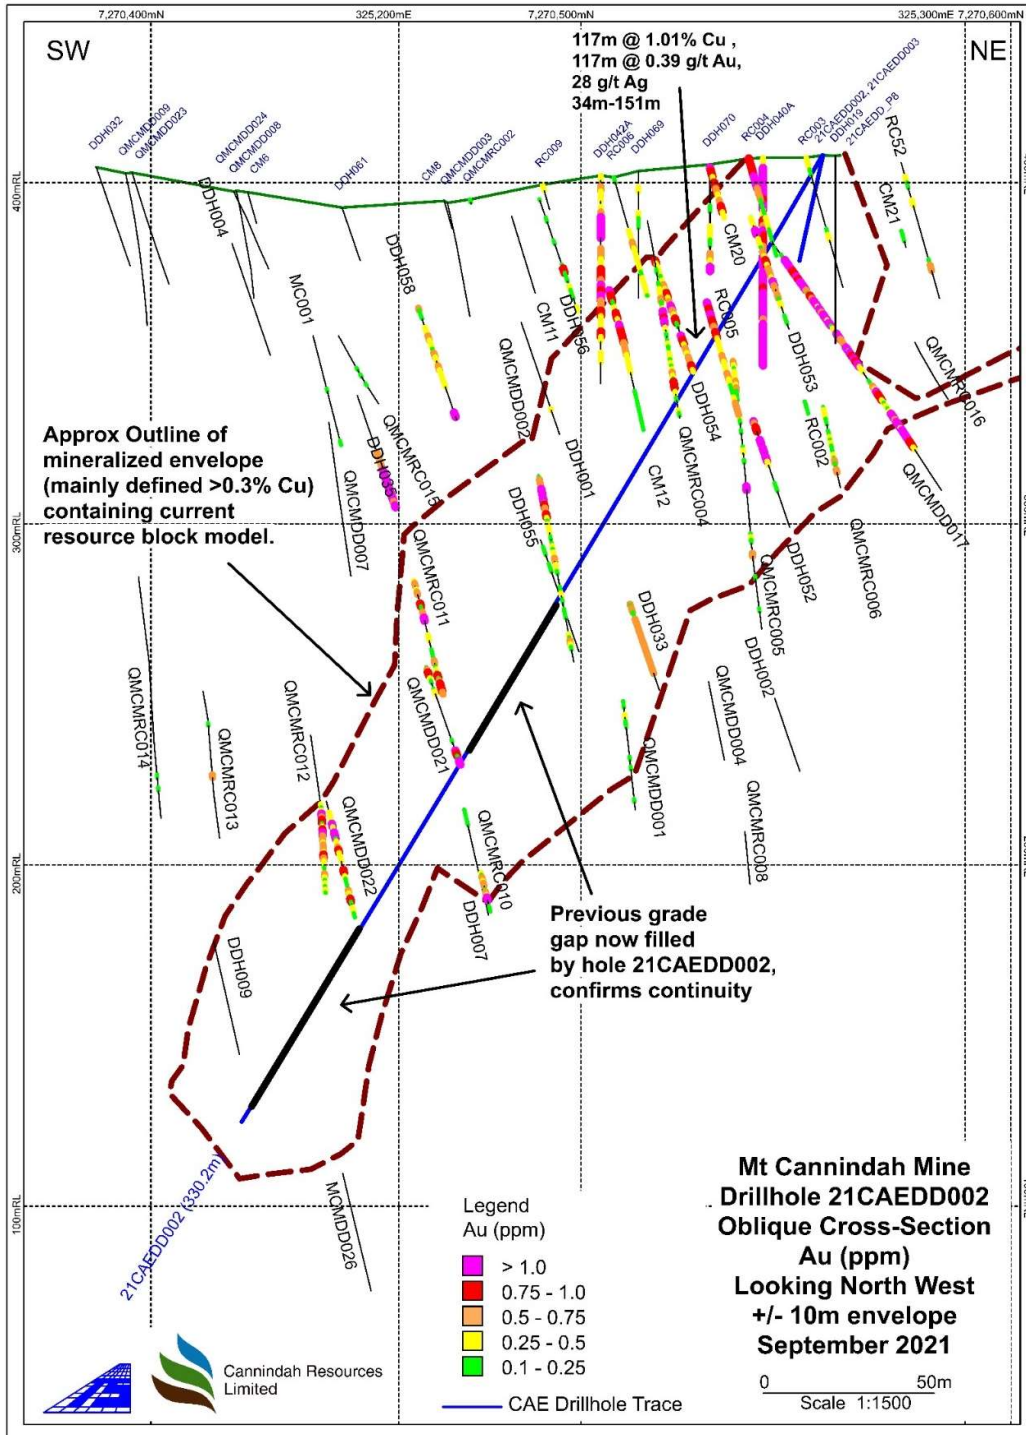 7,270,400mN
325,200mE
7,270,500mN
325,300mE 7,270,600mN
SW
NE
117m @ 1.01% Cu ,
117m @ 0.39 g/t Au,
28 g/t Ag
34m-151m
DDH032
QMCMDD009
QMCMDD023
QMCMDD024
QMCMDD008
CM6
DDH061
CM8
QMCMDD003
QMCMRC002
RC009
DDH042A
RC006
DDH069
DDH070
RC004
DDH040A
RC003
21CAEDD002, 21CAEDD003
DDH019
21CAEDD_P8
RC52
400mRL
DDH004
MC001
DDH058
CM11
DDH056
CM20
RC005
CM21
DDH053
QMCMRC016
QMCMDD002
DDH054
QMCMRC015
DDH035
QMCMDD007
DDH001
CM12
QMCMRC004
RC002
QMCMDD017
Approx Outline of
mineralized envelope
(mainly defined >0.3% Cu)
containing current
resource block model.
300mRL
DDH055
QMCMRC011
DDH052
QMCMRC006
QMCMRC005
DDH033
DDH002
QMCMRC014
QMCMRC013
QMCMRC012
QMCMDD021
QMCMDD004
QMCMDD001
QMCMDD022
QMCMRC010
QMCMRC008
200mRL
DDH007
DDH009
Previous grade
gap now filled
by hole 21CAEDD002,
confirms continuity
100mRL
21CAEDD002 (330.2m)
MCMDD026
Legend
Au (ppm)
> 1.0
0.75 - 1.0
0.5 - 0.75
0.25 - 0.5
0.1 - 0.25
CAE Drillhole Trace
Mt Cannindah Mine
Drillhole 21CAEDD002
Oblique Cross-Section
Au (ppm)
Looking North West
+/- 10m envelope
September 2021
0 50m
Scale 1:1500
Cannindah Resources
Limited